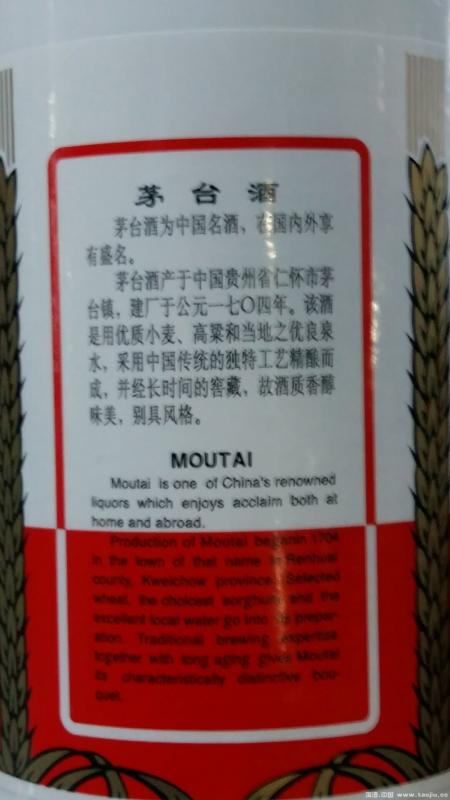 茅台酒
茅台酒为中国名酒，在国内外享
有盛名。
茅台酒产于中国贵州省仁怀市茅
台镇，建厂于公元一七〇四年。该酒
是用优质小麦、高粱和当地之优良泉
水，采用中国传统的独特工艺精酿而
成，并经长时间的窖藏，故酒质香醇
味美，别具风格。
MOUTAI
Moutai is one of China's renowned
liquors which enjoys acclaim both at
home and abroad.
Production of Moutai began in 1704
in the town of that name in Renhuai
county, Kweichow province. Selected
wheat, the choicest sorghum and the
excellent local water go into its prepar-
ation. Traditional brewing expertise
together with long aging gives Moutai
its characteristically distinctive bou-
quet.
www.taojiu.cc